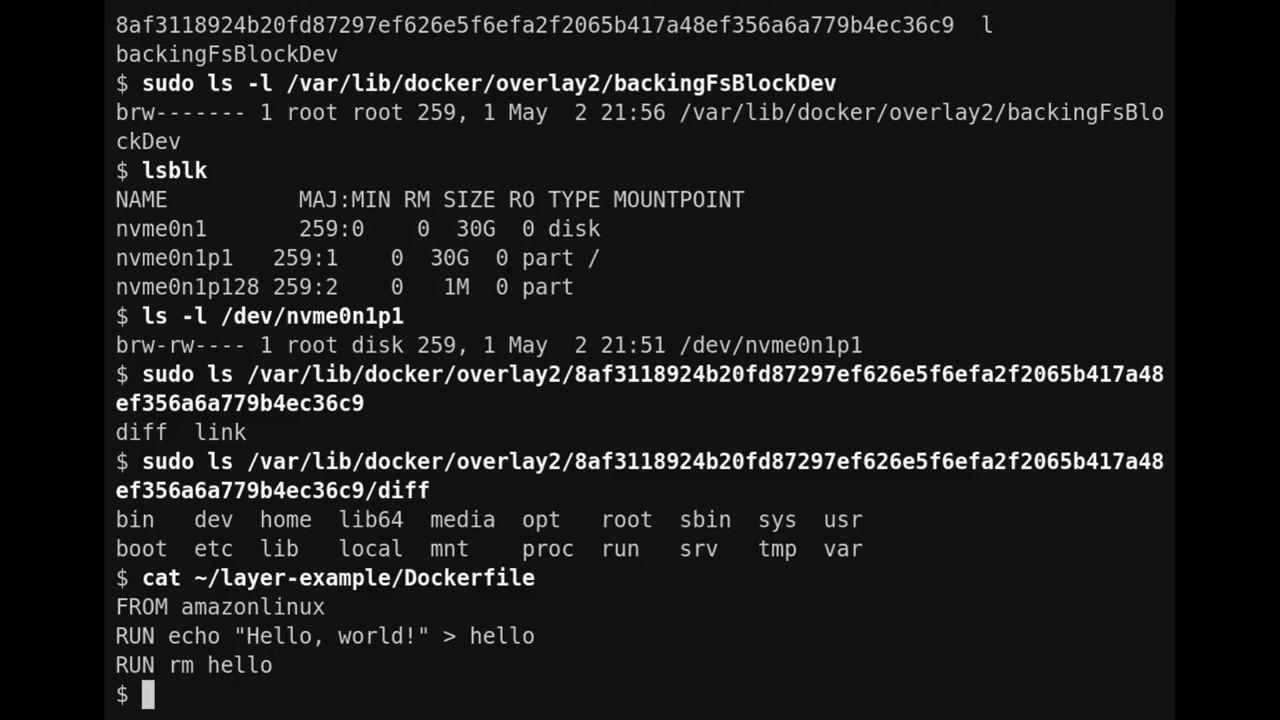 8af3118924b20fd87297ef626e5f6efa2f2065b417a48ef356a6a779b4ec36c9  l
backingFsBlockDev
$ sudo ls -l /var/lib/docker/overlay2/backingFsBlockDev
brw------- 1 root root 259, 1 May  2 21:56 /var/lib/docker/overlay2/backingFsBlo
ckDev
$ lsblk
NAME          MAJ:MIN RM SIZE RO TYPE MOUNTPOINT
nvme0n1       259:0    0  30G  0 disk
nvme0n1p1   259:1    0  30G  0 part /
nvme0n1p128 259:2    0   1M  0 part
$ ls -l /dev/nvme0n1p1
brw-rw---- 1 root disk 259, 1 May  2 21:51 /dev/nvme0n1p1
$ sudo ls /var/lib/docker/overlay2/8af3118924b20fd87297ef626e5f6efa2f2065b417a48
ef356a6a779b4ec36c9
diff  link
$ sudo ls /var/lib/docker/overlay2/8af3118924b20fd87297ef626e5f6efa2f2065b417a48
ef356a6a779b4ec36c9/diff
bin   dev  home  lib64  media  opt   root  sbin  sys  usr
boot  etc  lib   local  mnt    proc  run   srv   tmp  var
$ cat ~/layer-example/Dockerfile
FROM amazonlinux
RUN echo "Hello, world!" > hello
RUN rm hello
$